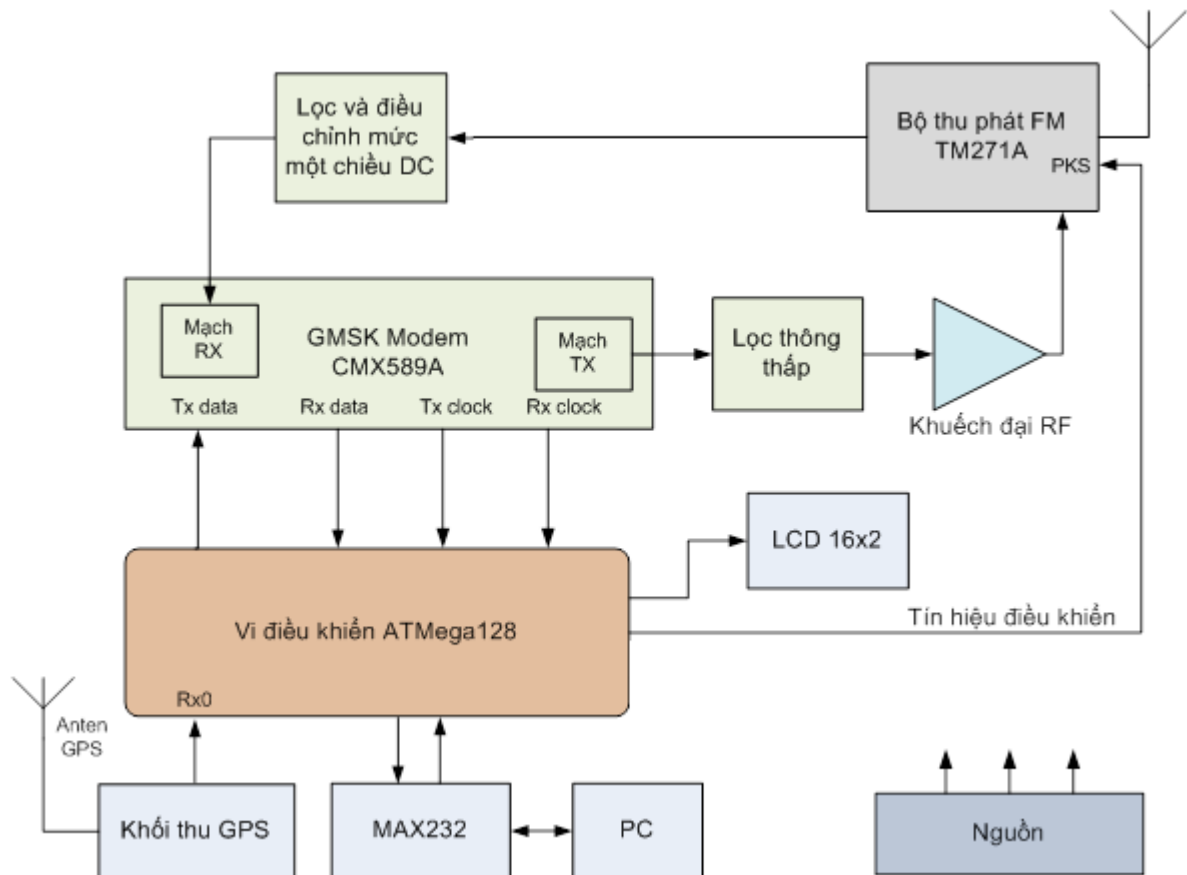 Lọc và điều
chỉnh mức
một chiều DC
Bộ thu phát FM
TM271A
PKS
Mạch
RX
GMSK Modem
CMX589A
Mạch
TX
Lọc thông
thấp
Tx data
Rx data
Tx clock
Rx clock
Khuếch đại RF
LCD 16x2
Vi điều khiển ATMega128
Tín hiệu điều khiển
Rx0
Anten
GPS
Khối thu GPS
MAX232
PC
Nguồn